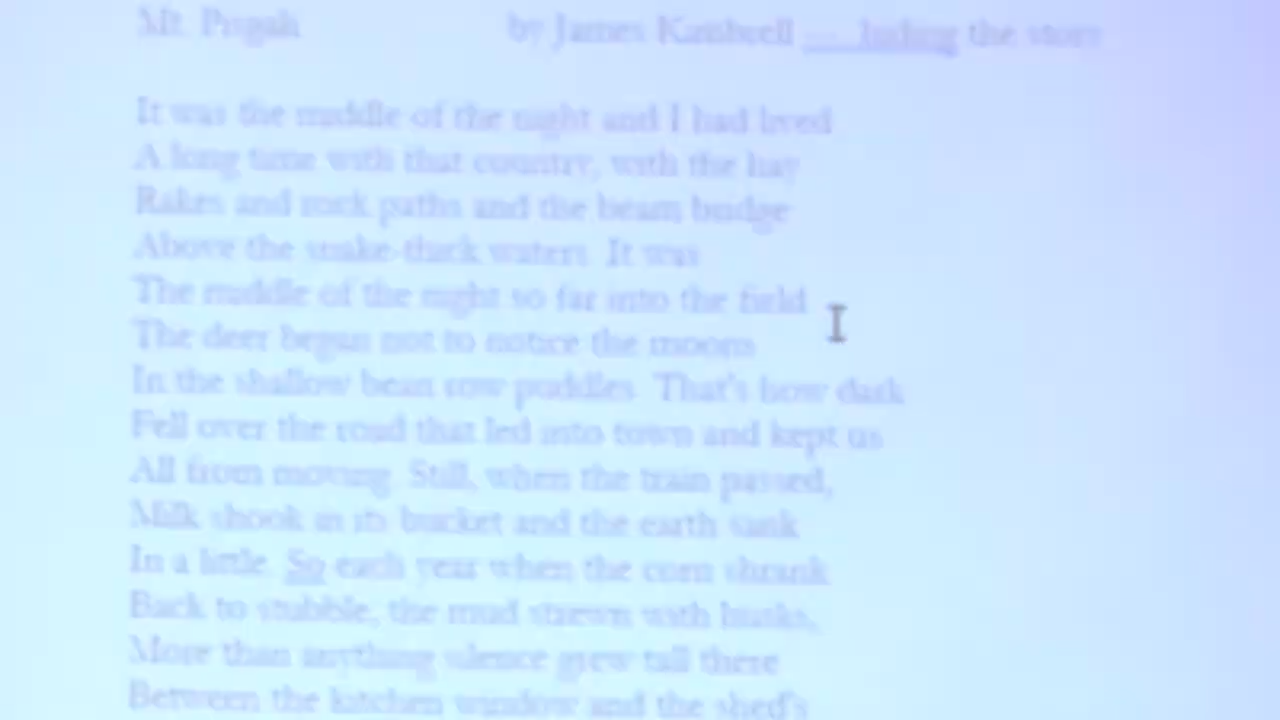 Mt. Pisgah by James Kimbrell hiding the story
It was the middle of the night and I had lived
A long time with that country, with the hay
Rakes and rock paths and the beam bridge
Above the snake-thick waters. It was
The middle of the night so far into the field
The deer began not to notice the moons
In the shallow bean row puddles. That's how dark
Fell over the road that led into town and kept us
All from moving. Still, when the train passed,
Milk shook in its bucket and the earth sank
In a little. So each year when the corn shrank
Back to stubble, the mud strewn with husks,
More than anything silence grew tall there
Between the kitchen window and the shed's